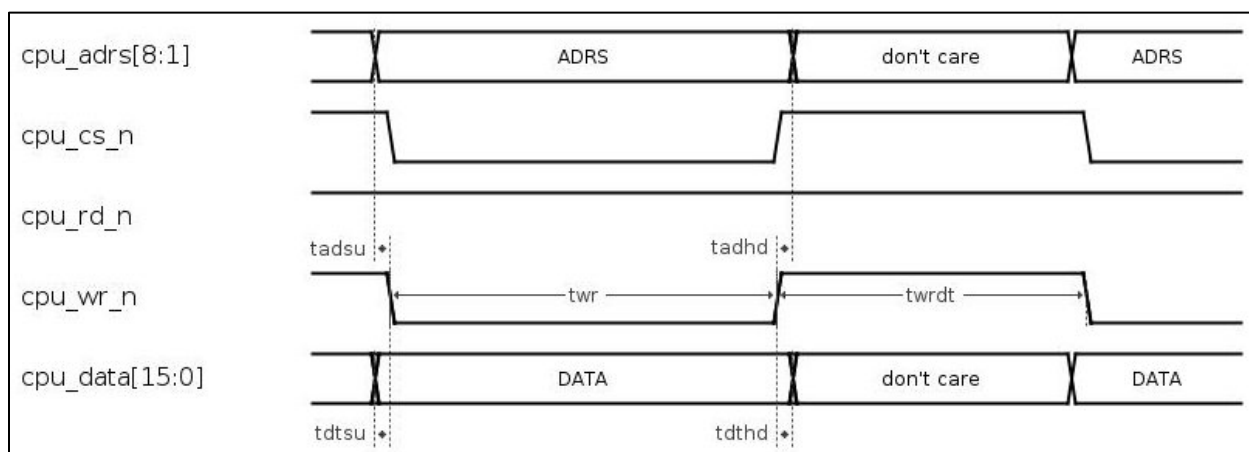 cpu_adrs[8:1] ADRS don't care ADRS
cpu_cs_n
cpu_rd_n
tadsu tadhd
cpu_wr_n twr twrdt
cpu_data[15:0] DATA don't care DATA
tdtsu tdthd